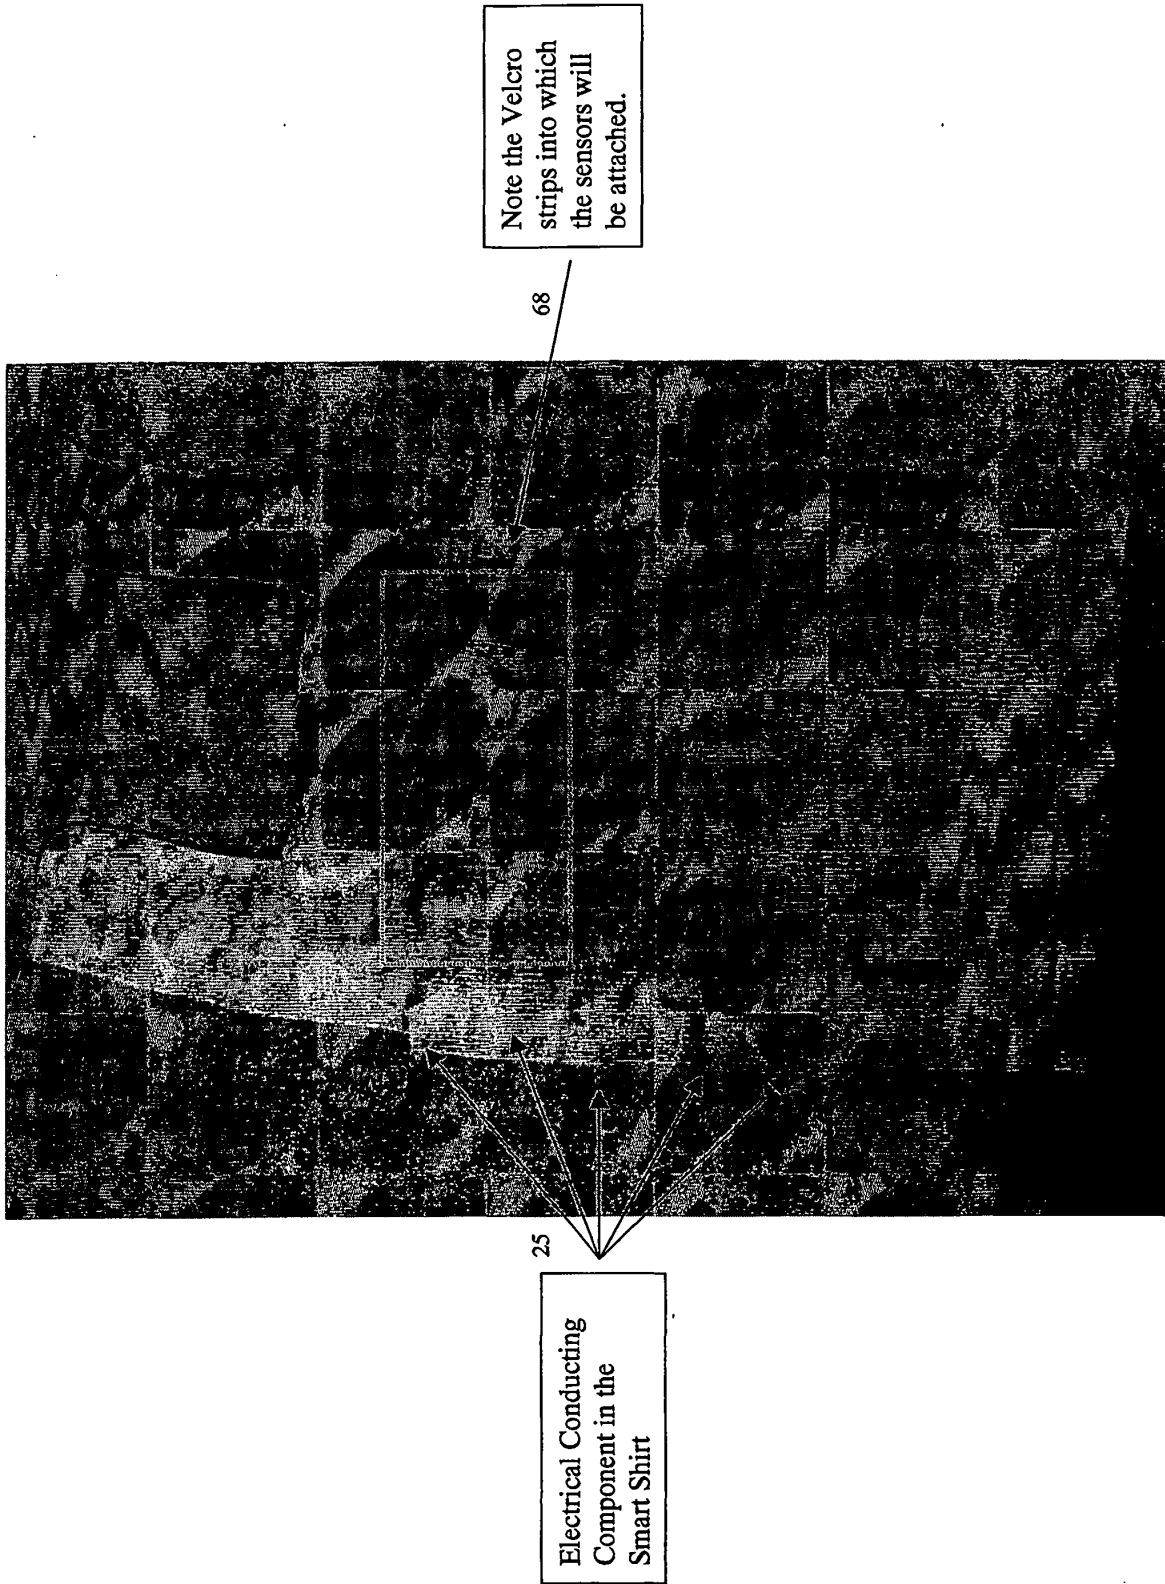 Note the Velcro
strips into which
the sensors will
be attached.
68
25
Electrical Conducting
Component in the
Smart Shirt